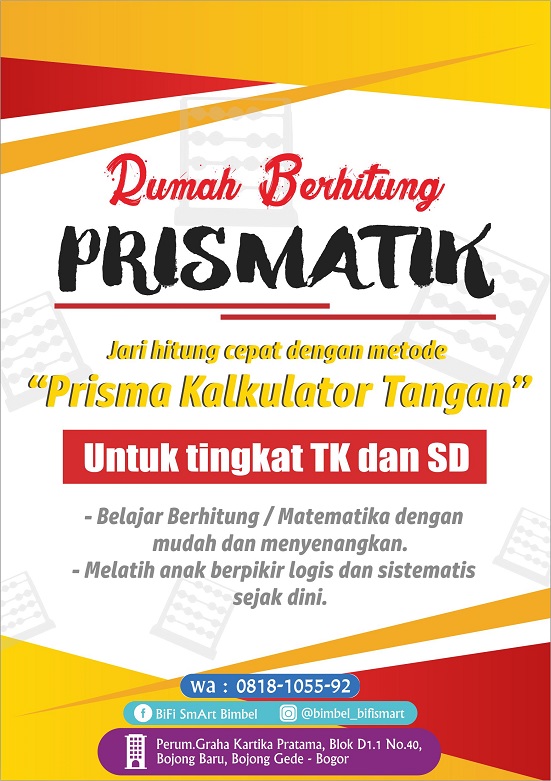 Rumah Berhitung
PRISMATIK
Jari hitung cepat dengan metode
“Prisma Kalkulator Tangan”
Untuk tingkat TK dan SD
- Belajar Berhitung / Matematika dengan
mudah dan menyenangkan.
- Melatih anak berpikir logis dan sistematis
sejak dini.
wa : 0818-1055-92
BiFi SmArt Bimbel @bimbel_bifismart
Perum.Graha Kartika Pratama, Blok D1.1 No.40,
Bojong Baru, Bojong Gede - Bogor